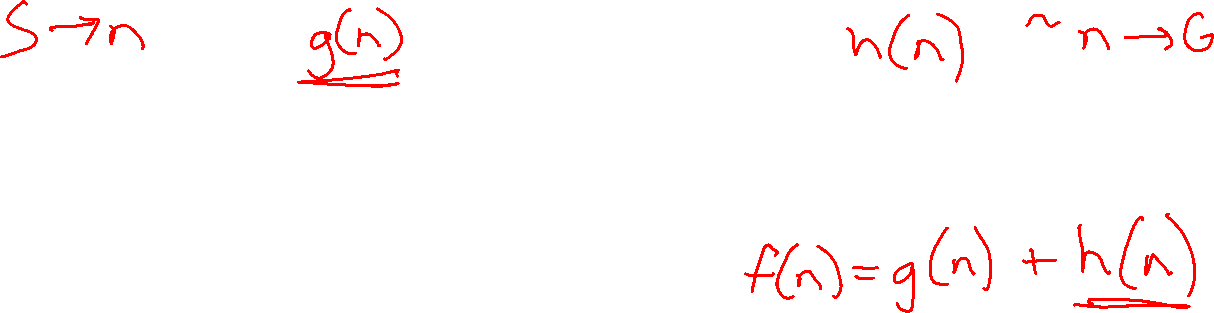 S→n g(n) h(n) ~ n→G
f(n)=g(n) + h(n)